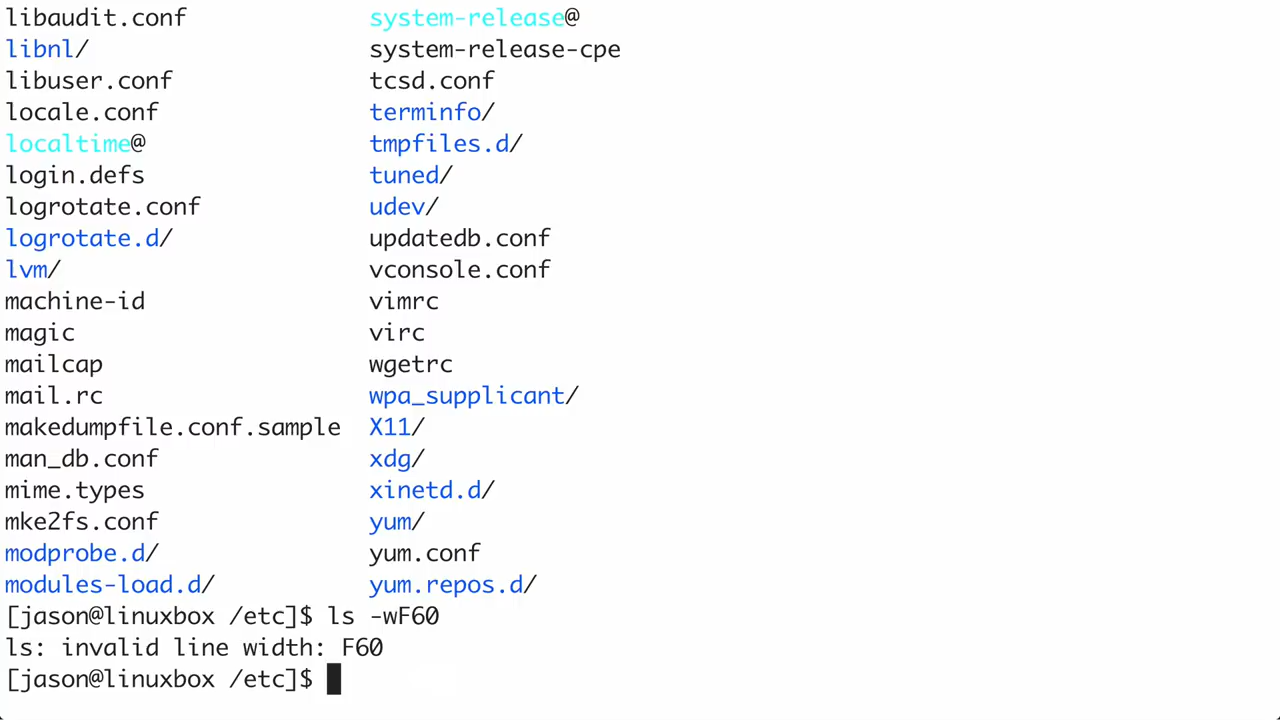 libaudit.conf system-release@
libnl/ system-release-cpe
libuser.conf tcsd.conf
locale.conf terminfo/
localtime@ tmpfiles.d/
login.defs tuned/
logrotate.conf udev/
logrotate.d/ updatedb.conf
lvm/ vconsole.conf
machine-id vimrc
magic virc
mailcap wgetrc
mail.rc wpa_supplicant/
makedumpfile.conf.sample X11/
man_db.conf xdg/
mime.types xinetd.d/
mke2fs.conf yum/
modprobe.d/ yum.conf
modules-load.d/ yum.repos.d/
[jason@linuxbox /etc]$ ls -wF60
ls: invalid line width: F60
[jason@linuxbox /etc]$